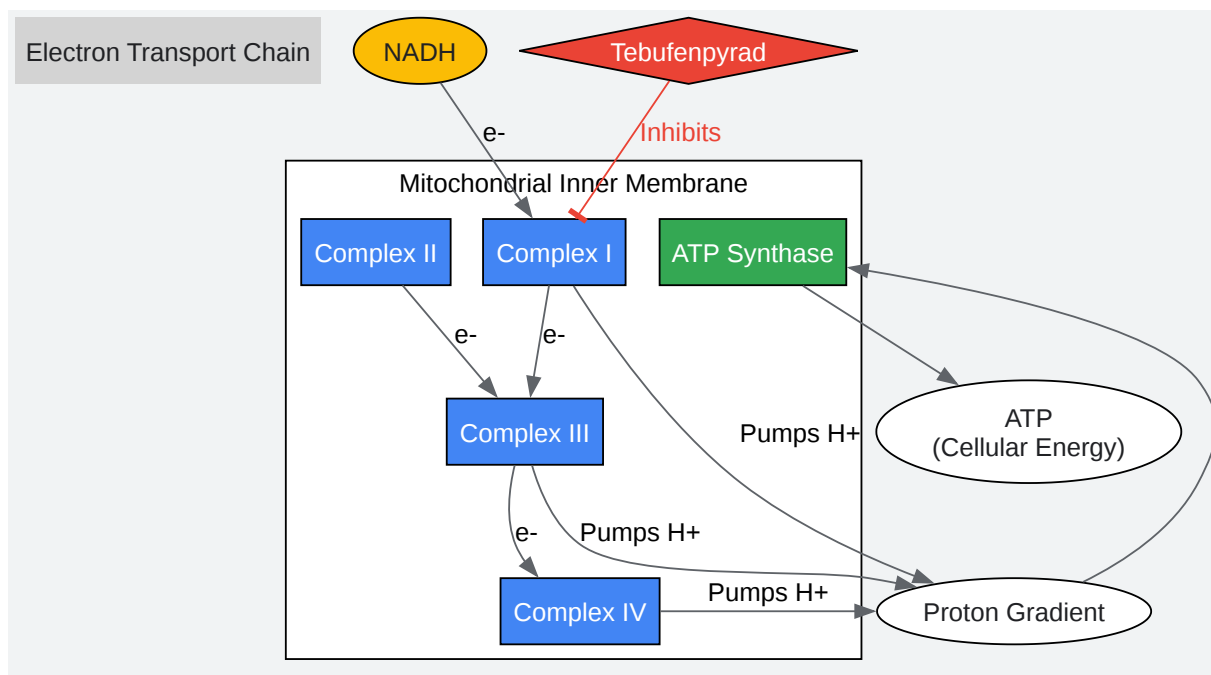 Electron Transport Chain
NADH
Tebufenpyrad
e-
Inhibits
Mitochondrial Inner Membrane
Complex II
Complex I
ATP Synthase
e-
e-
Complex III
Pumps H+
ATP
(Cellular Energy)
e-
Pumps H+
Complex IV
Pumps H+
Proton Gradient